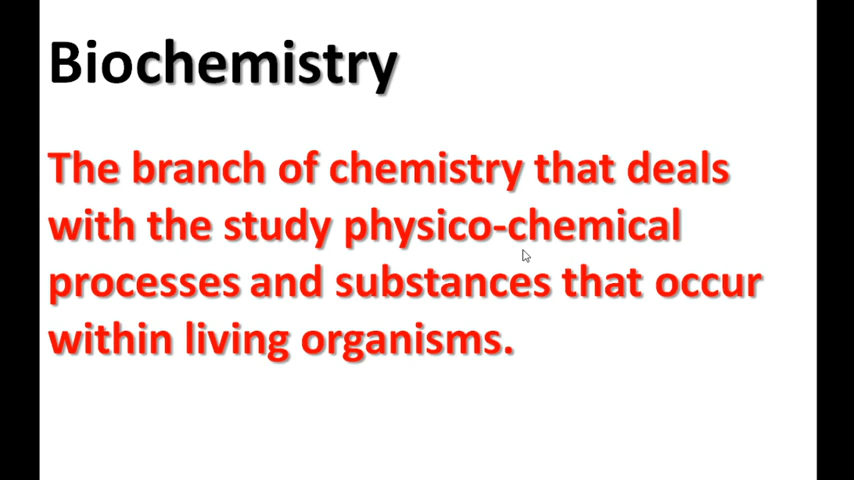 Biochemistry
The branch of chemistry that deals
with the study physico-chemical
processes and substances that occur
within living organisms.